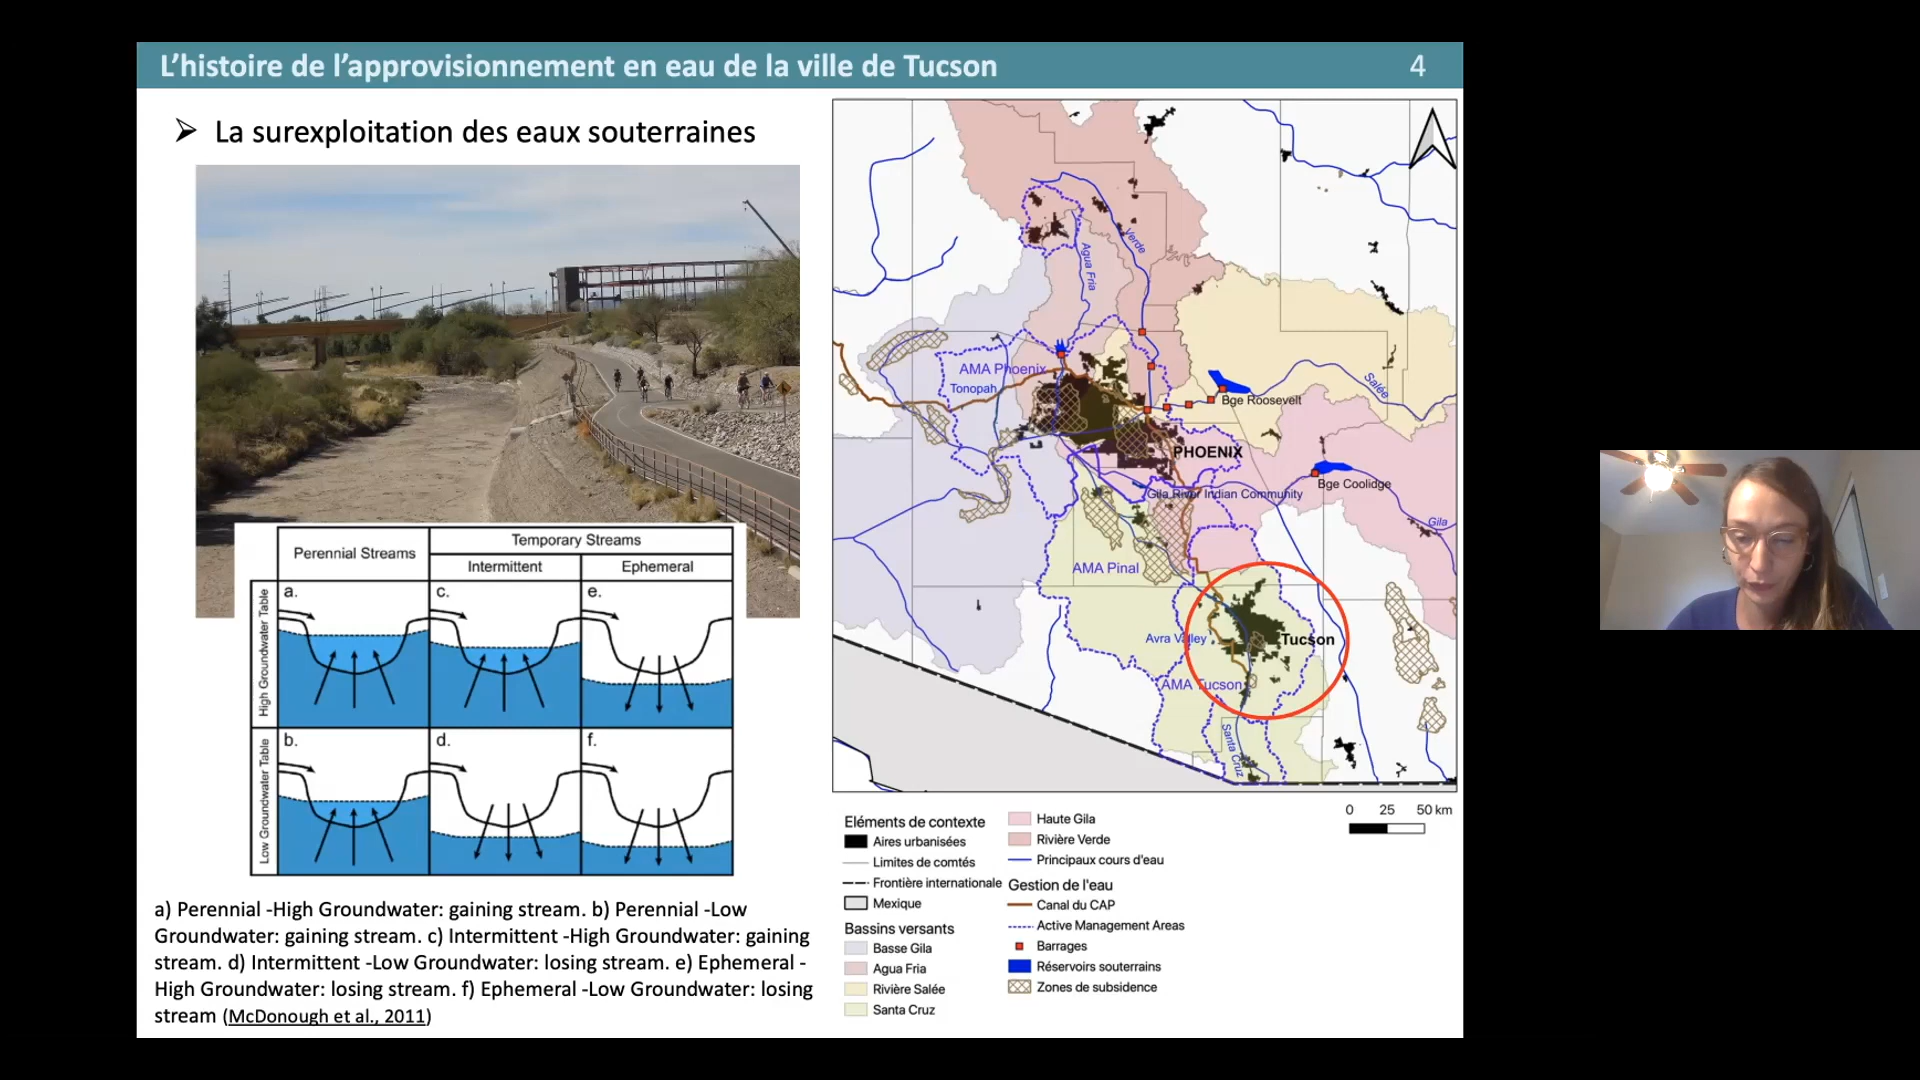 L'histoire de l'approvisionnement en eau de la ville de Tucson
4
➢ La surexploitation des eaux souterraines
Perennial Streams
Temporary Streams
Intermittent
Ephemeral
High Groundwater Table
a.
c.
e.
Low Groundwater Table
b.
d.
f.
a) Perennial -High Groundwater: gaining stream. b) Perennial -Low
Groundwater: gaining stream. c) Intermittent -High Groundwater: gaining
stream. d) Intermittent -Low Groundwater: losing stream. e) Ephemeral -
High Groundwater: losing stream. f) Ephemeral -Low Groundwater: losing
stream (McDonough et al., 2011)
Verde
Agua Fria
AMA Phoenix
Tonopah
Salée
Bge Roosevelt
PHOENIX
Bge Coolidge
Gila River Indian Community
Gila
AMA Pinal
Avra Valley
Tucson
AMA Tucson
Santa Cruz
0 25 50 km
Eléments de contexte
Aires urbanisées
Limites de comtés
Frontière internationale
Mexique
Bassins versants
Basse Gila
Agua Fria
Rivière Salée
Santa Cruz
Haute Gila
Rivière Verde
Principaux cours d'eau
Gestion de l'eau
Canal du CAP
Active Management Areas
Barrages
Réservoirs souterrains
Zones de subsidence